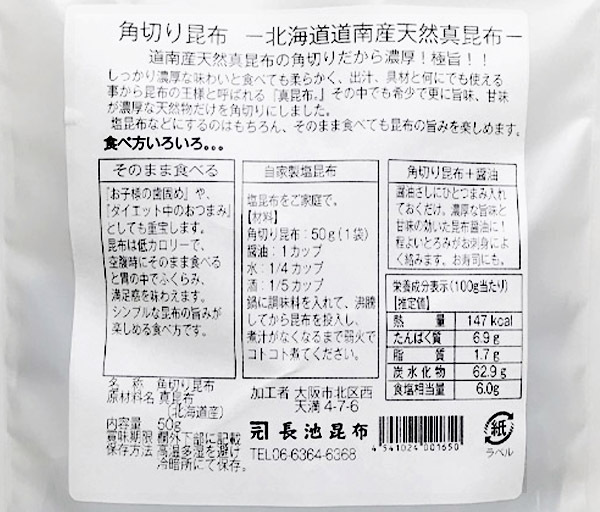 角切り昆布 －北海道道南産天然真昆布－
道南産天然真昆布の角切りだから濃厚！極旨！！
しっかり濃厚な味わいと食べても柔らかく、出汁、具材と何にでも使える
事から昆布の王様と呼ばれる『真昆布。』その中でも希少で更に旨味、甘味
が濃厚な天然物だけを角切りにしました。
塩昆布などにするのはもちろん、そのまま食べても昆布の旨みを楽しめます。
食べ方いろいろ。。。
そのまま食べる
『お子様の歯固め』や、
『ダイエット中のおつまみ』
としても重宝します。
昆布は低カロリーで、
空腹時にそのまま食べる
と胃の中でふくらみ、
満足感を味わえます。
シンプルな昆布の旨みが
楽しめる食べ方です。
自家製塩昆布
塩昆布をご家庭で。
【材料】
角切り昆布：50g(1袋)
醤油：1カップ
水：1/4カップ
酒：1/5カップ
鍋に調味料を入れて、沸騰
してから昆布を投入し、
煮汁がなくなるまで弱火で
コトコト煮てください。
角切り昆布＋醤油
醤油さしにひとつまみ入れ
ておくだけ。濃厚な旨味と
甘味の効いた昆布醤油に！
程よいとろみがお刺身によ
く絡みます。お寿司にも。
栄養成分表示(100g当たり)
【推定値】
熱量 147kcal
たんぱく質 6.9g
脂質 1.7g
炭水化物 62.9g
食塩相当量 6.0g
名称 角切り昆布
原材料名 真昆布
(北海道産)
内容量 50g
賞味期限 欄外下部に記載
保存方法 高温多湿を避け
冷暗所にて保存。
加工者 大阪市北区西
天満4-7-6
長池昆布
TEL06-6364-6368
4541024001650
紙
ラベル